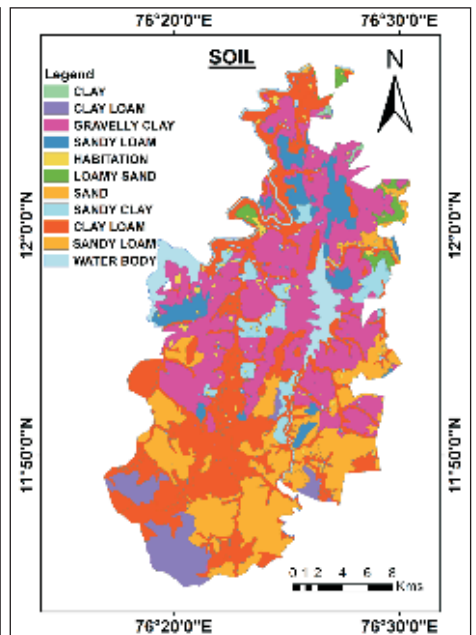 76°20'0"E 76°30'0"E
SOIL
N
Legend
CLAY
CLAY LOAM
GRAVELLY CLAY
SANDY LOAM
HABITATION
LOAMY SAND
SAND
SANDY CLAY
CLAY LOAM
SANDY LOAM
WATER BODY
12°0'0"N 12°0'0"N
11°50'0"N 11°50'0"N
0 1 2 4 6 8
Kms
76°20'0"E 76°30'0"E